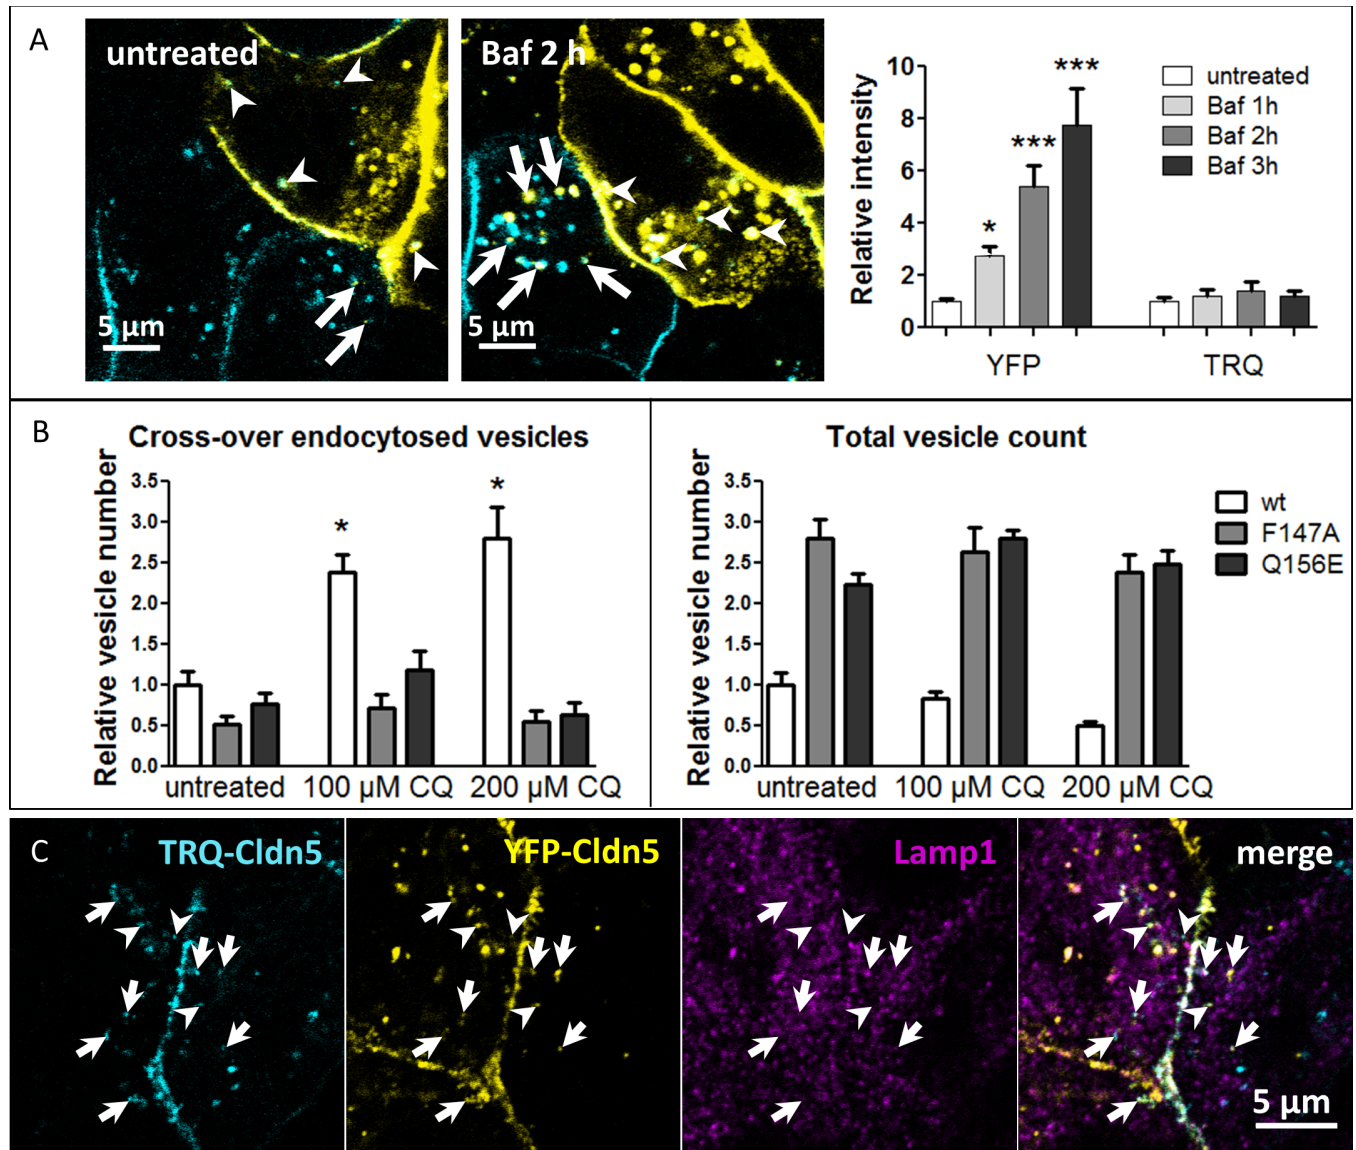 A
untreated
5 µm
Baf 2 h
5 µm
Relative intensity
10
8
6
4
2
0
*
***
***
YFP
TRQ
untreated
Baf 1h
Baf 2h
Baf 3h
B
Cross-over endocytosed vesicles
Relative vesicle number
3.5
3.0
2.5
2.0
1.5
1.0
0.5
0.0
*
*
untreated
100 µM CQ
200 µM CQ
Total vesicle count
Relative vesicle number
3.5
3.0
2.5
2.0
1.5
1.0
0.5
0.0
untreated
100 µM CQ
200 µM CQ
wt
F147A
Q156E
C
TRQ-Cldn5
YFP-Cldn5
Lamp1
merge
5 µm